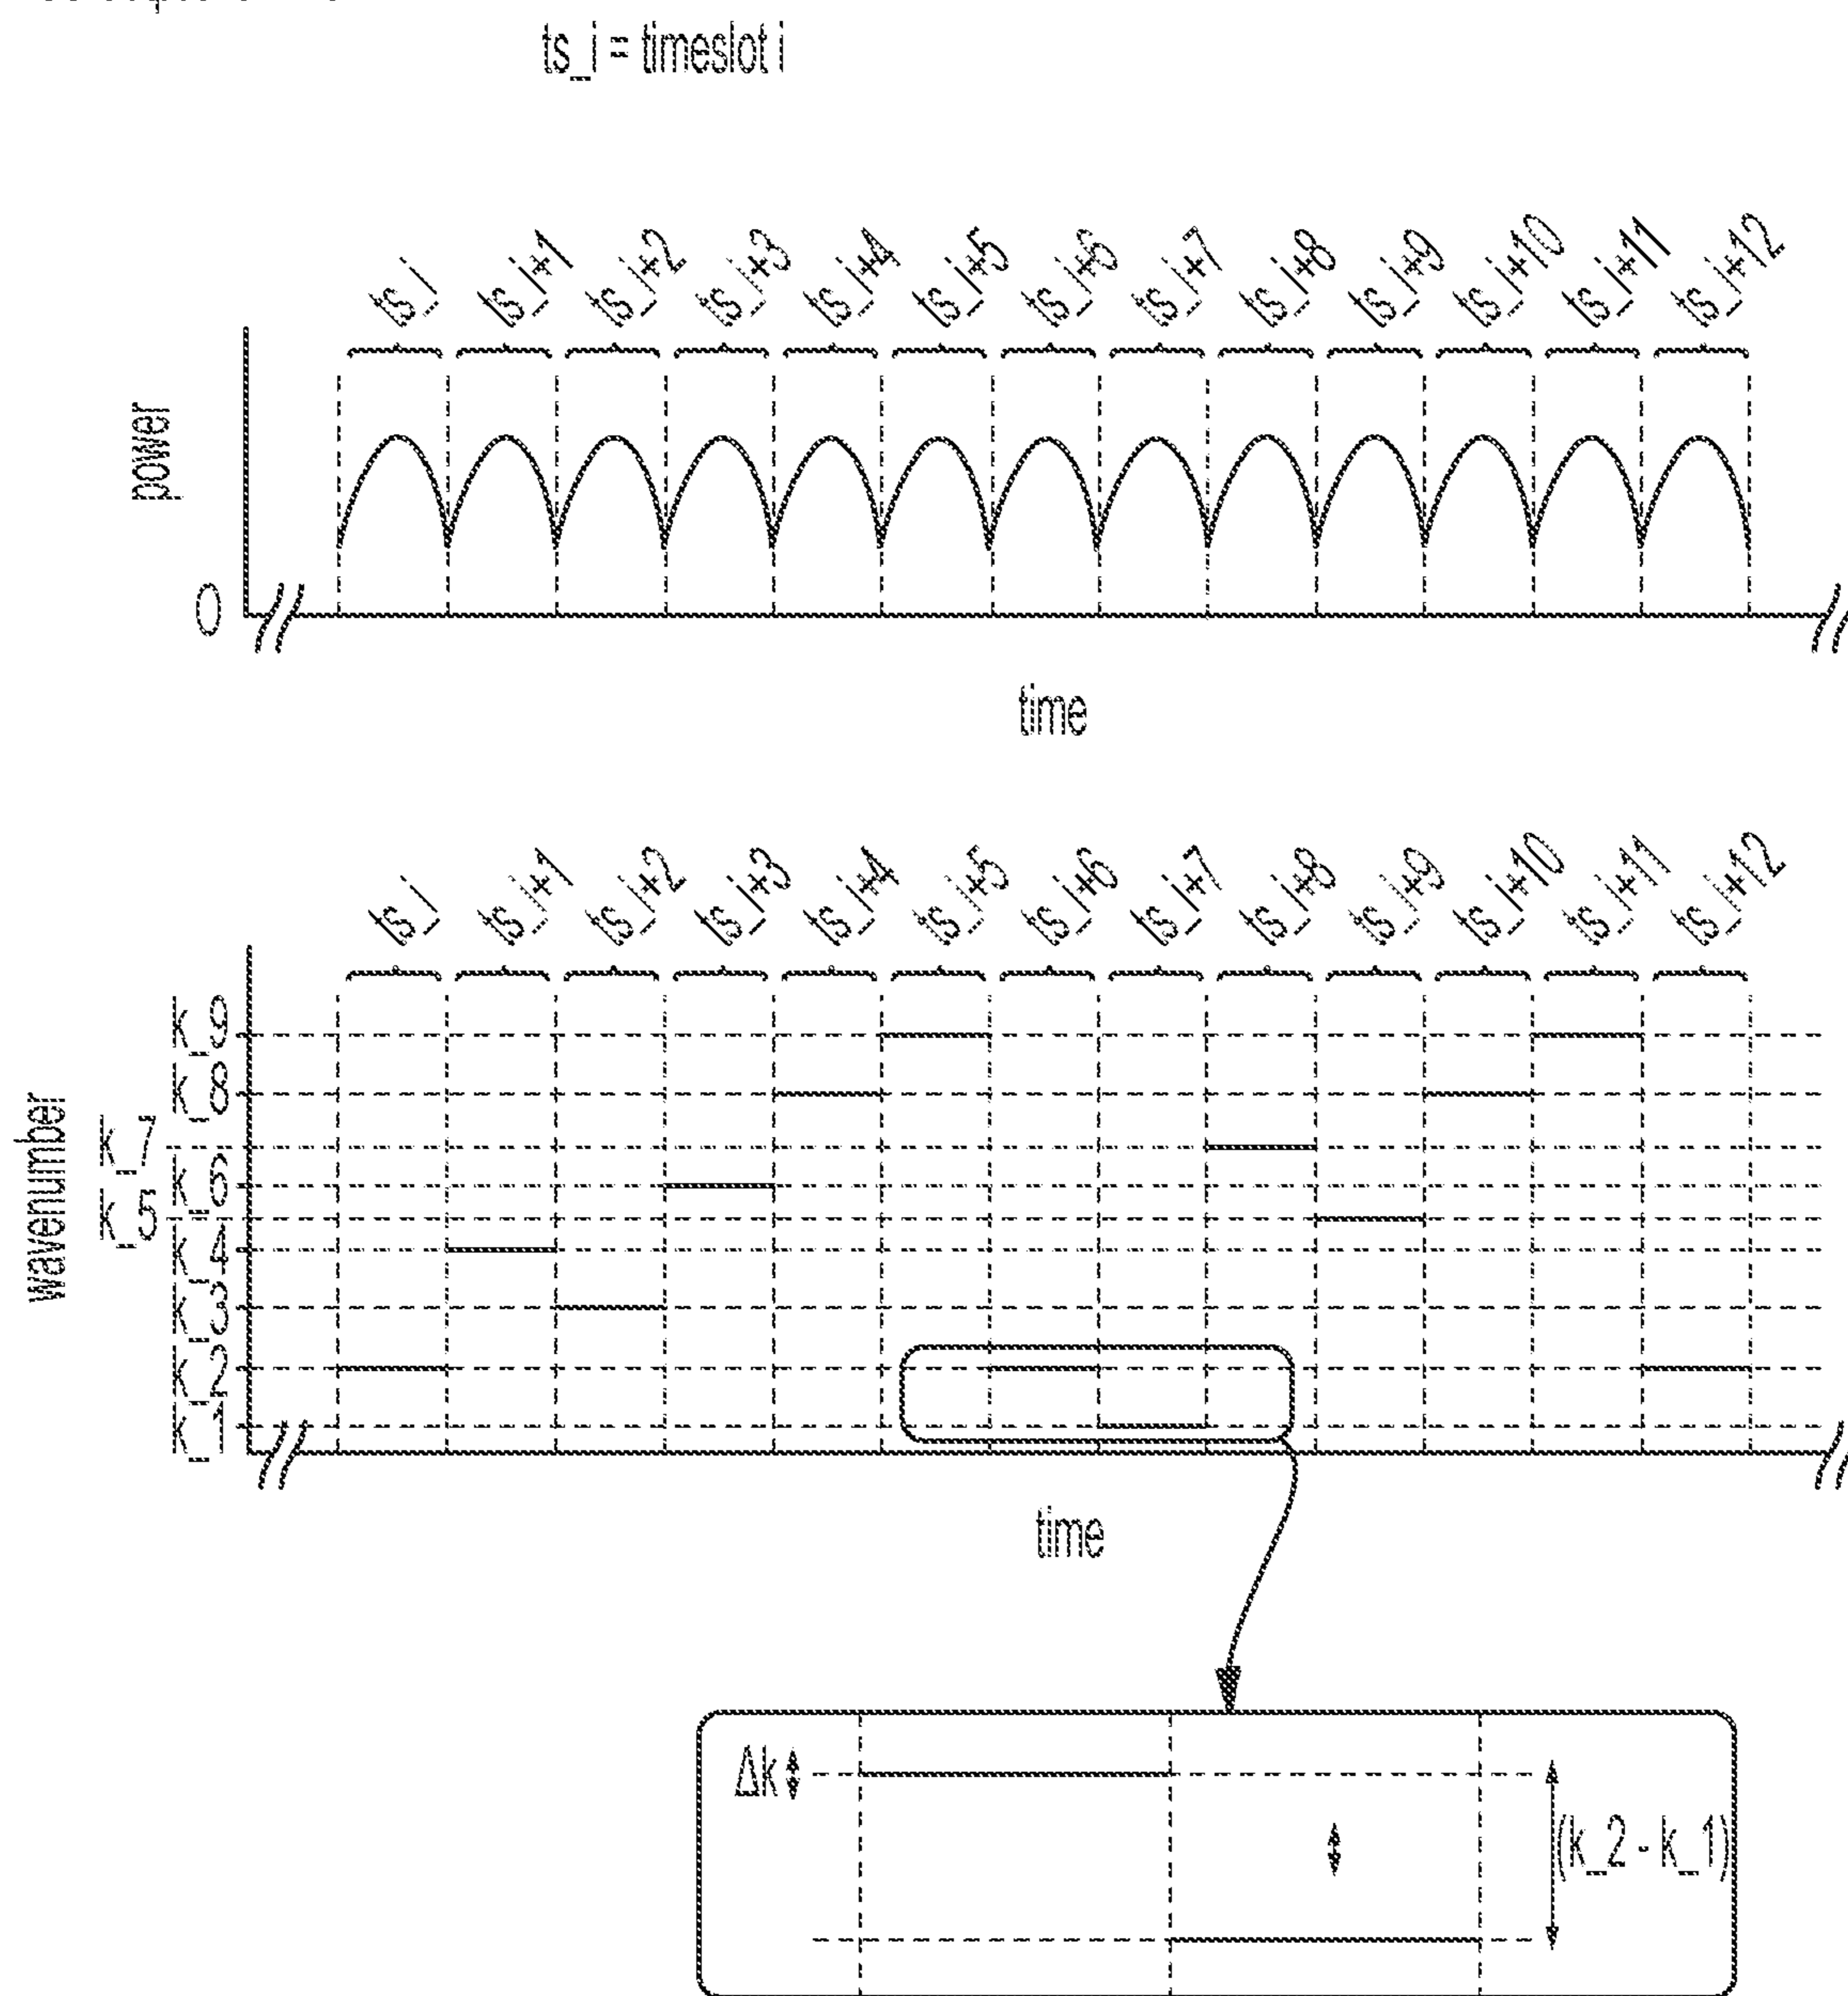 ts_i = timeslot i
ts_i
ts_i+1
ts_i+2
ts_i+3
ts_i+4
ts_i+5
ts_i+6
ts_i+7
ts_i+8
ts_i+9
ts_i+10
ts_i+11
ts_i+12
power
0
time
ts_i
ts_i+1
ts_i+2
ts_i+3
ts_i+4
ts_i+5
ts_i+6
ts_i+7
ts_i+8
ts_i+9
ts_i+10
ts_i+11
ts_i+12
wavenumber
k_9
k_8
k_7
k_6
k_5
k_4
k_3
k_2
k_1
time
Δk
(k_2 - k_1)